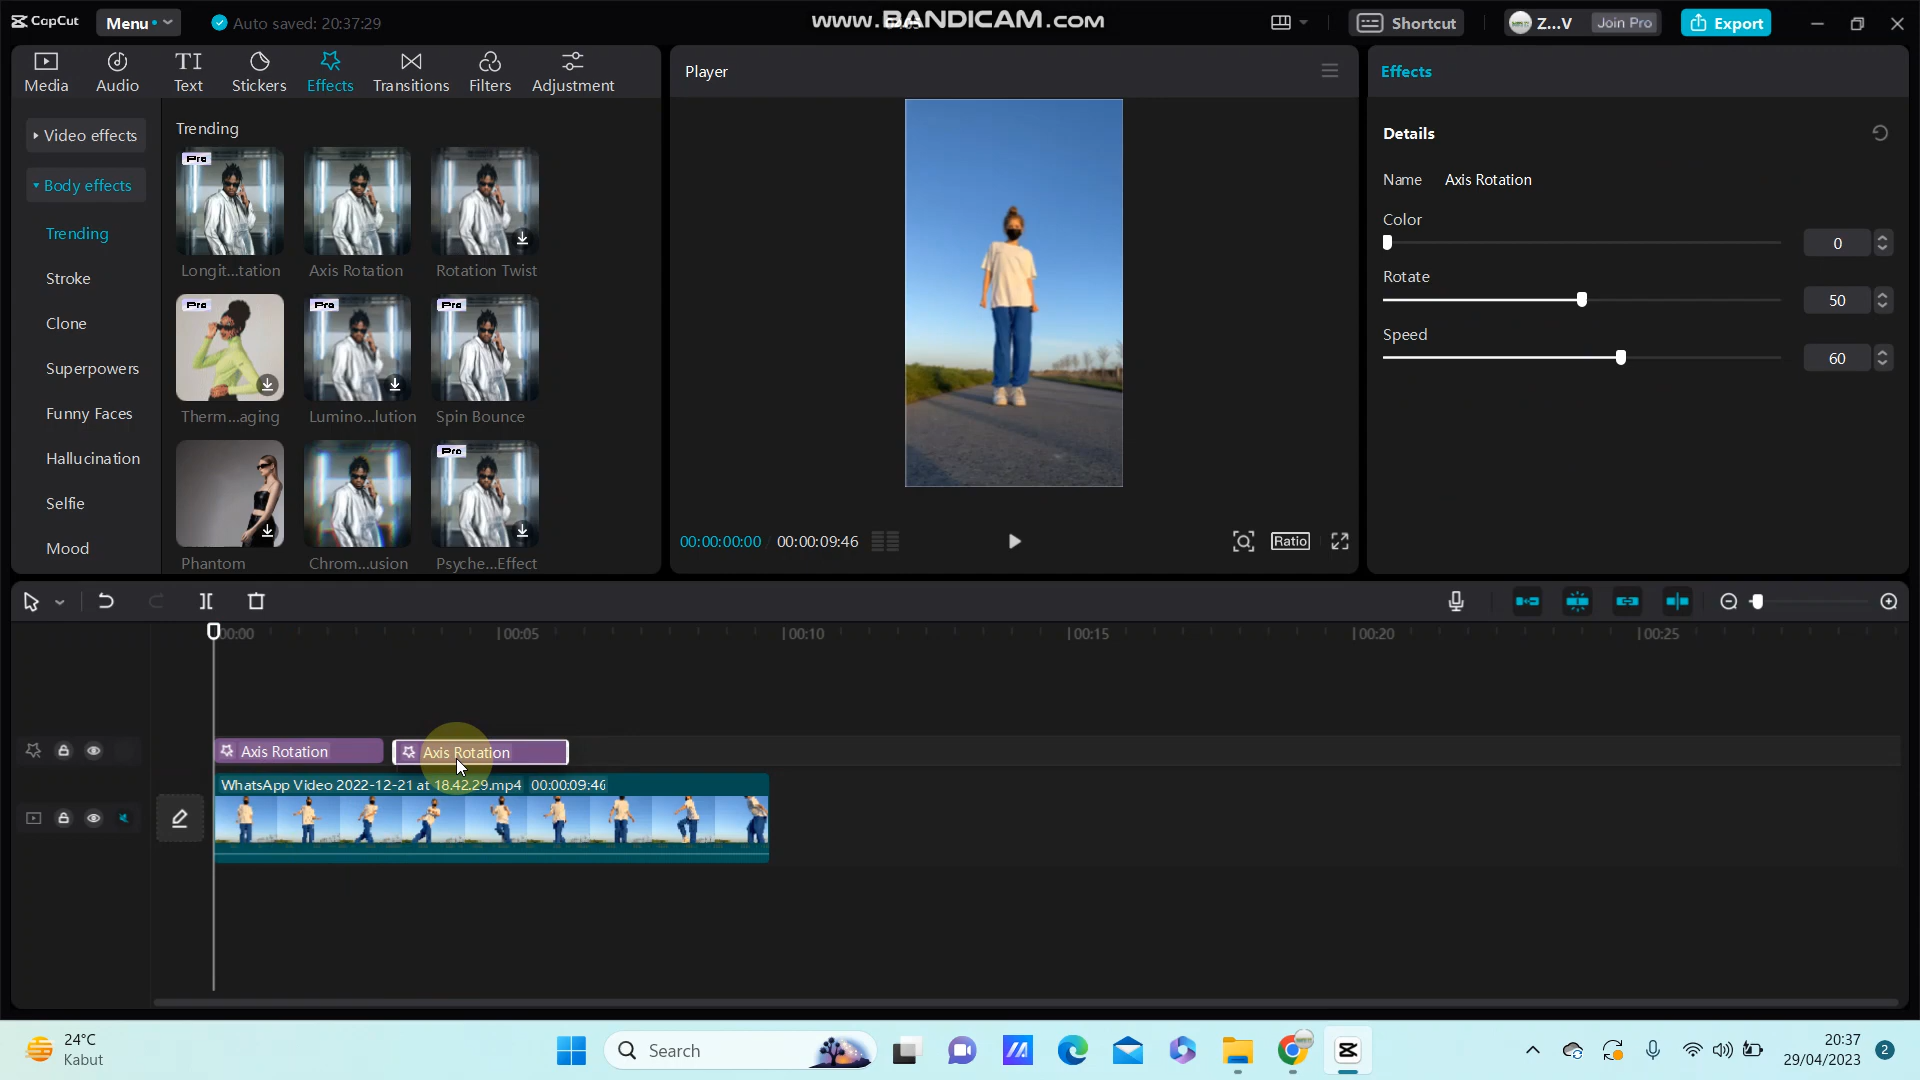 CapCut
Menu
Auto saved: 20:37:29
www.BANDICAM.com
Shortcut
Z...V
Join Pro
Export
Media
Audio
Text
Stickers
Effects
Transitions
Filters
Adjustment
Player
Effects
Video effects
Body effects
Trending
Stroke
Clone
Superpowers
Funny Faces
Hallucination
Selfie
Mood
Trending
Pro
Longit...tation
Axis Rotation
Rotation Twist
Pro
Pro
Pro
Therm...aging
Lumino...lution
Spin Bounce
Pro
Phantom
Chrom...usion
Psyche...Effect
00:00:00:00
00:00:09:46
Ratio
Details
Name
Axis Rotation
Color
0
Rotate
50
Speed
60
00:00
00:05
00:10
00:15
00:20
00:25
Axis Rotation
Axis Rotation
WhatsApp Video 2022-12-21 at 18.42.29.mp4
00:00:09:46
24°C
Kabut
Search
20:37
29/04/2023
2